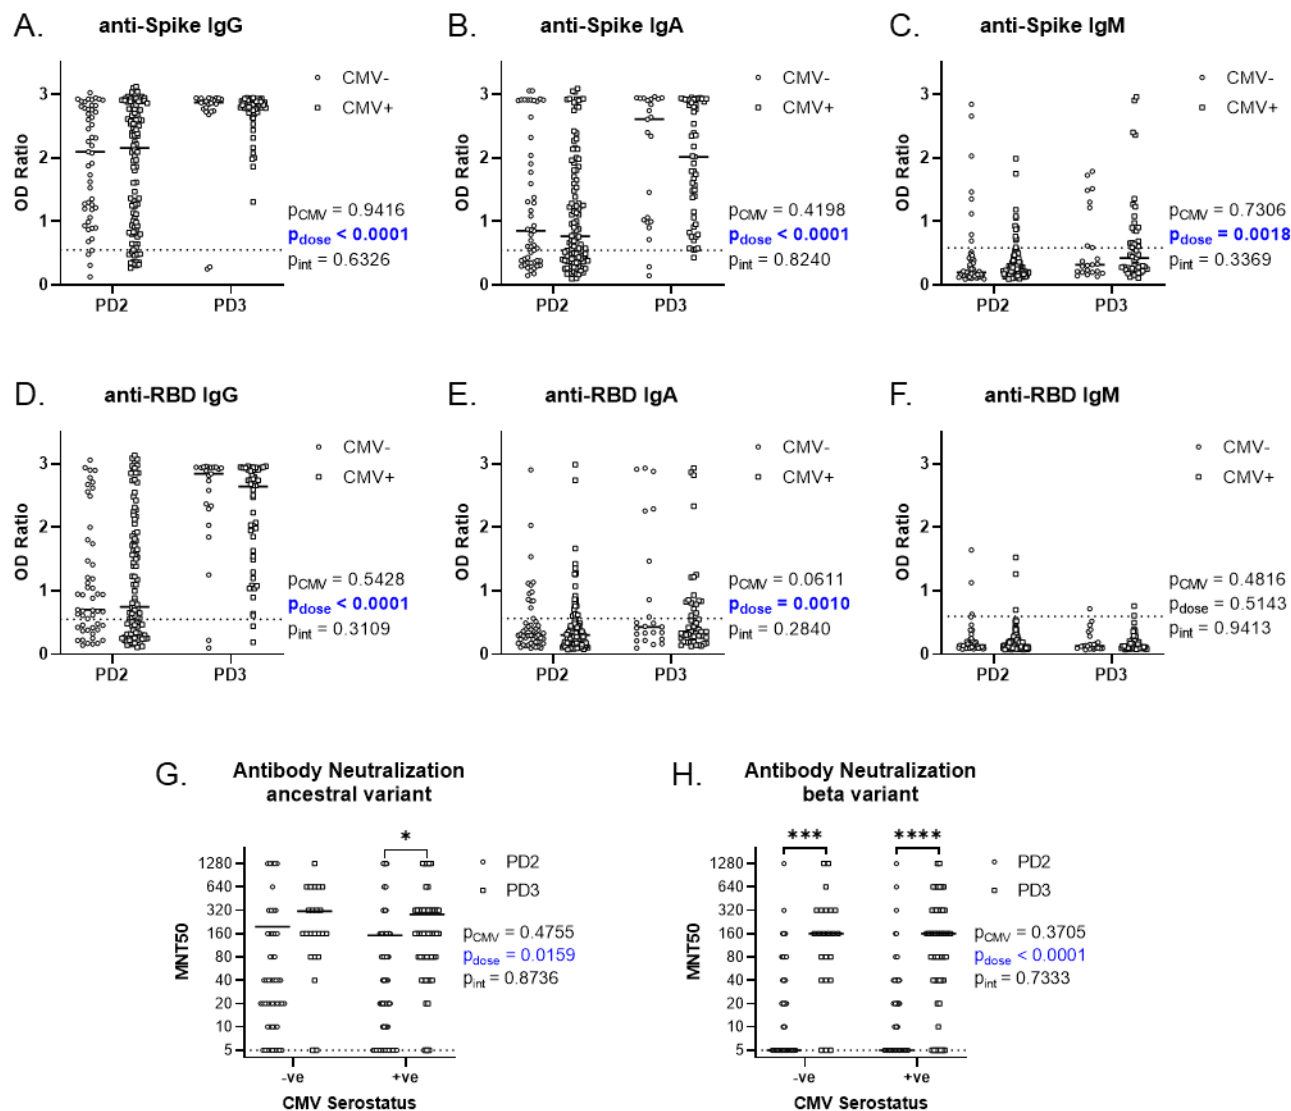 A. anti-Spike IgG
OD Ratio
3
2
1
0
PD2 PD3
CMV-
CMV+
pCMV = 0.9416
pdose < 0.0001
pint = 0.6326
B. anti-Spike IgA
OD Ratio
3
2
1
0
PD2 PD3
CMV-
CMV+
pCMV = 0.4198
pdose < 0.0001
pint = 0.8240
C. anti-Spike IgM
OD Ratio
3
2
1
0
PD2 PD3
CMV-
CMV+
pCMV = 0.7306
pdose = 0.0018
pint = 0.3369
D. anti-RBD IgG
OD Ratio
3
2
1
0
PD2 PD3
CMV-
CMV+
pCMV = 0.5428
pdose < 0.0001
pint = 0.3109
E. anti-RBD IgA
OD Ratio
3
2
1
0
PD2 PD3
CMV-
CMV+
pCMV = 0.0611
pdose = 0.0010
pint = 0.2840
F. anti-RBD IgM
OD Ratio
3
2
1
0
PD2 PD3
CMV-
CMV+
pCMV = 0.4816
pdose = 0.5143
pint = 0.9413
G. Antibody Neutralization
ancestral variant
MNT50
1280
640
320
160
80
40
20
10
5
*
-ve +ve
CMV Serostatus
PD2
PD3
pCMV = 0.4755
pdose = 0.0159
pint = 0.8736
H. Antibody Neutralization
beta variant
MNT50
1280
640
320
160
80
40
20
10
5
*** ****
-ve +ve
CMV Serostatus
PD2
PD3
pCMV = 0.3705
pdose < 0.0001
pint = 0.7333